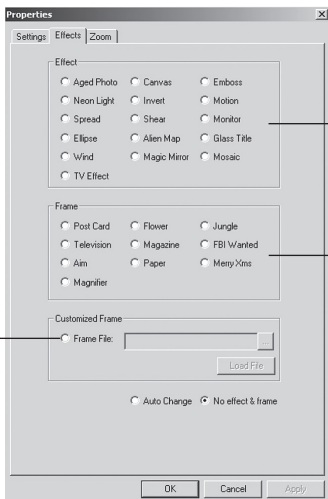 Properties
Settings Effects Zoom
Effect
Aged Photo Canvas Emboss
Neon Light Invert Motion
Spread Shear Monitor
Ellipse Alien Map Glass Title
Wind Magic Mirror Mosaic
TV Effect
Frame
Post Card Flower Jungle
Television Magazine FBI Wanted
Aim Paper Merry Xms
Magnifier
Customized Frame
Frame File: ...
Load File
Auto Change No effect & frame
OK Cancel Apply